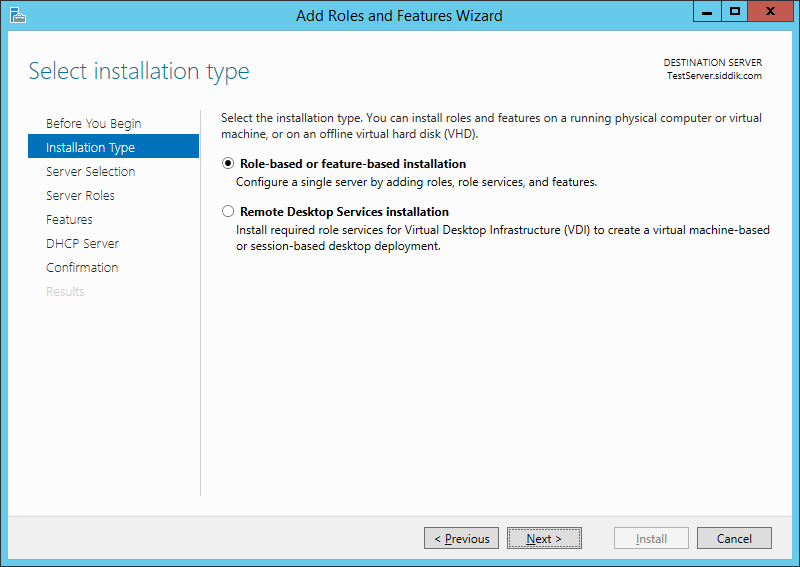 Add Roles and Features Wizard
Select installation type
DESTINATION SERVER
TestServer.siddik.com
Before You Begin
Installation Type
Server Selection
Server Roles
Features
DHCP Server
Confirmation
Results
Select the installation type. You can install roles and features on a running physical computer or virtual
machine, or on an offline virtual hard disk (VHD).
Role-based or feature-based installation
Configure a single server by adding roles, role services, and features.
Remote Desktop Services installation
Install required role services for Virtual Desktop Infrastructure (VDI) to create a virtual machine-based
or session-based desktop deployment.
< Previous
Next >
Install
Cancel